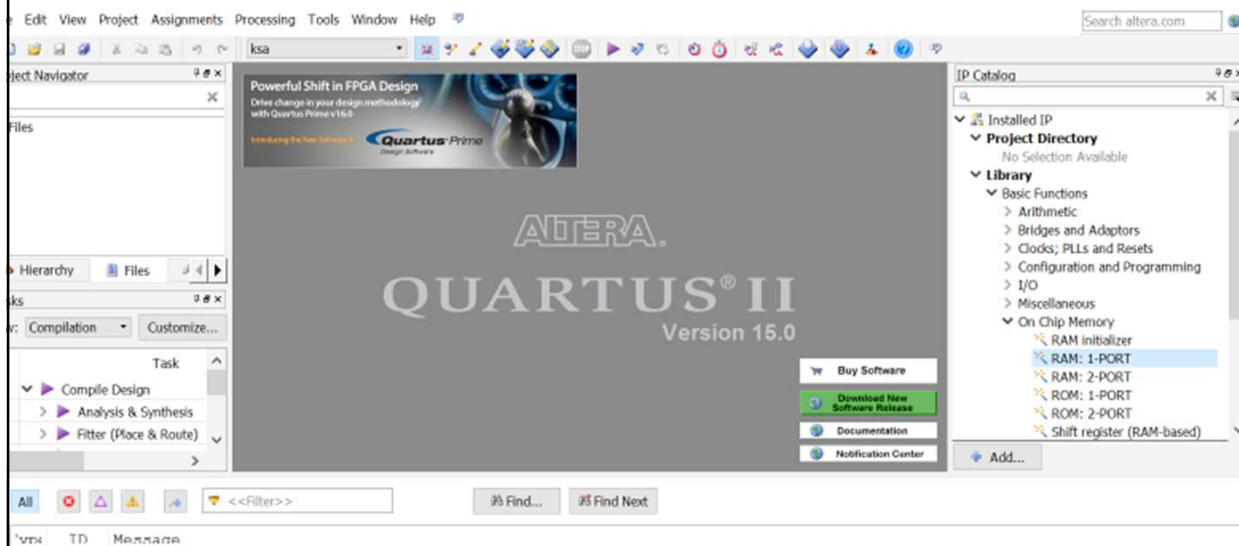 Edit View Project Assignments Processing Tools Window Help
Search altera.com
ksa
Navigator
Files
Hierarchy Files
Compilation Customize...
Task
Compile Design
Analysis & Synthesis
Fitter (Place & Route)
Powerful Shift in FPGA Design
Drive change in your design methodology
with Quartus Prime v16.0
Quartus Prime
Design Software
ALTERA.
QUARTUS® II
Version 15.0
Buy Software
Download New
Software Release
Documentation
Notification Center
IP Catalog
Installed IP
Project Directory
No Selection Available
Library
Basic Functions
Arithmetic
Bridges and Adaptors
Clocks; PLLs and Resets
Configuration and Programming
I/O
Miscellaneous
On Chip Memory
RAM initializer
RAM: 1-PORT
RAM: 2-PORT
ROM: 1-PORT
ROM: 2-PORT
Shift register (RAM-based)
Add...
All <<Filter>> Find... Find Next
ID Message